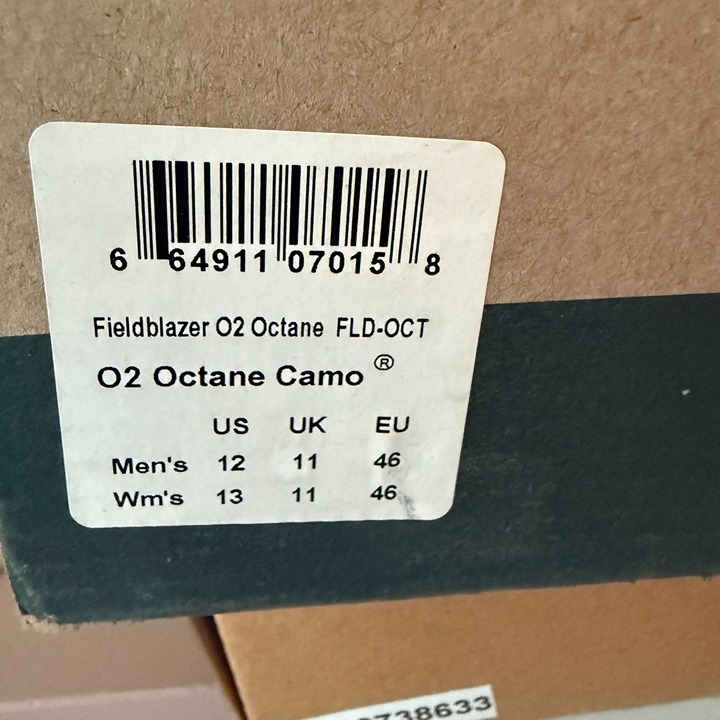 6 64911 07015 8
Fieldblazer O2 Octane FLD-OCT
O2 Octane Camo ®
US UK EU
Men's 12 11 46
Wm's 13 11 46
738633